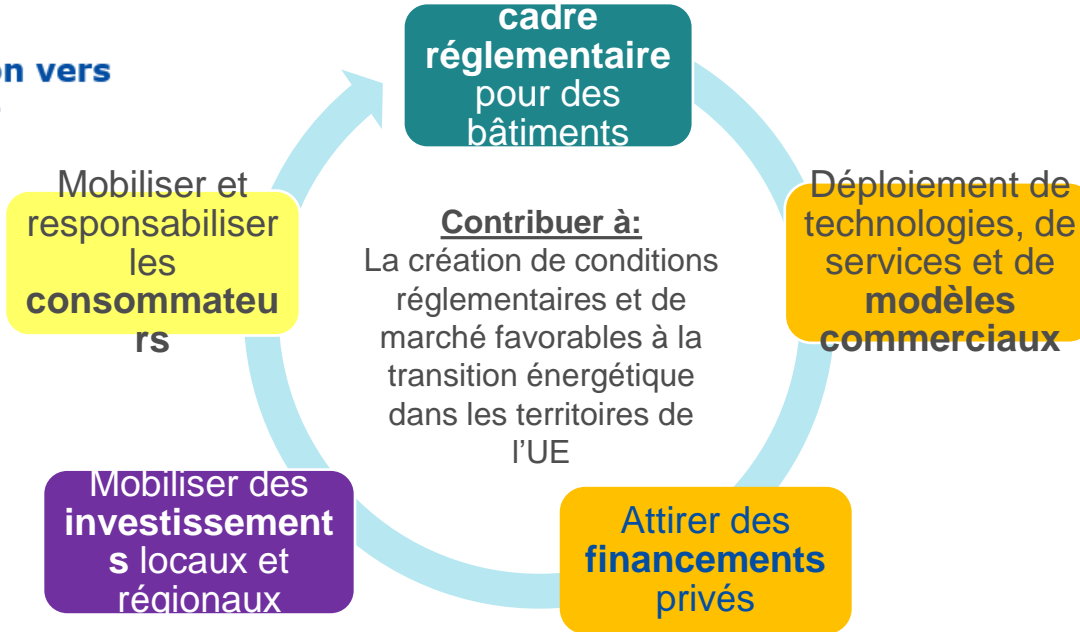 on vers
cadre
réglementaire
pour des
bâtiments
Mobiliser et
responsabiliser
les
consommateu
rs
Contribuer à:
La création de conditions
réglementaires et de
marché favorables à la
transition énergétique
dans les territoires de
l’UE
Déploiement de
technologies, de
services et de
modèles
commerciaux
Mobiliser des
investissement
s locaux et
régionaux
Attirer des
financements
privés